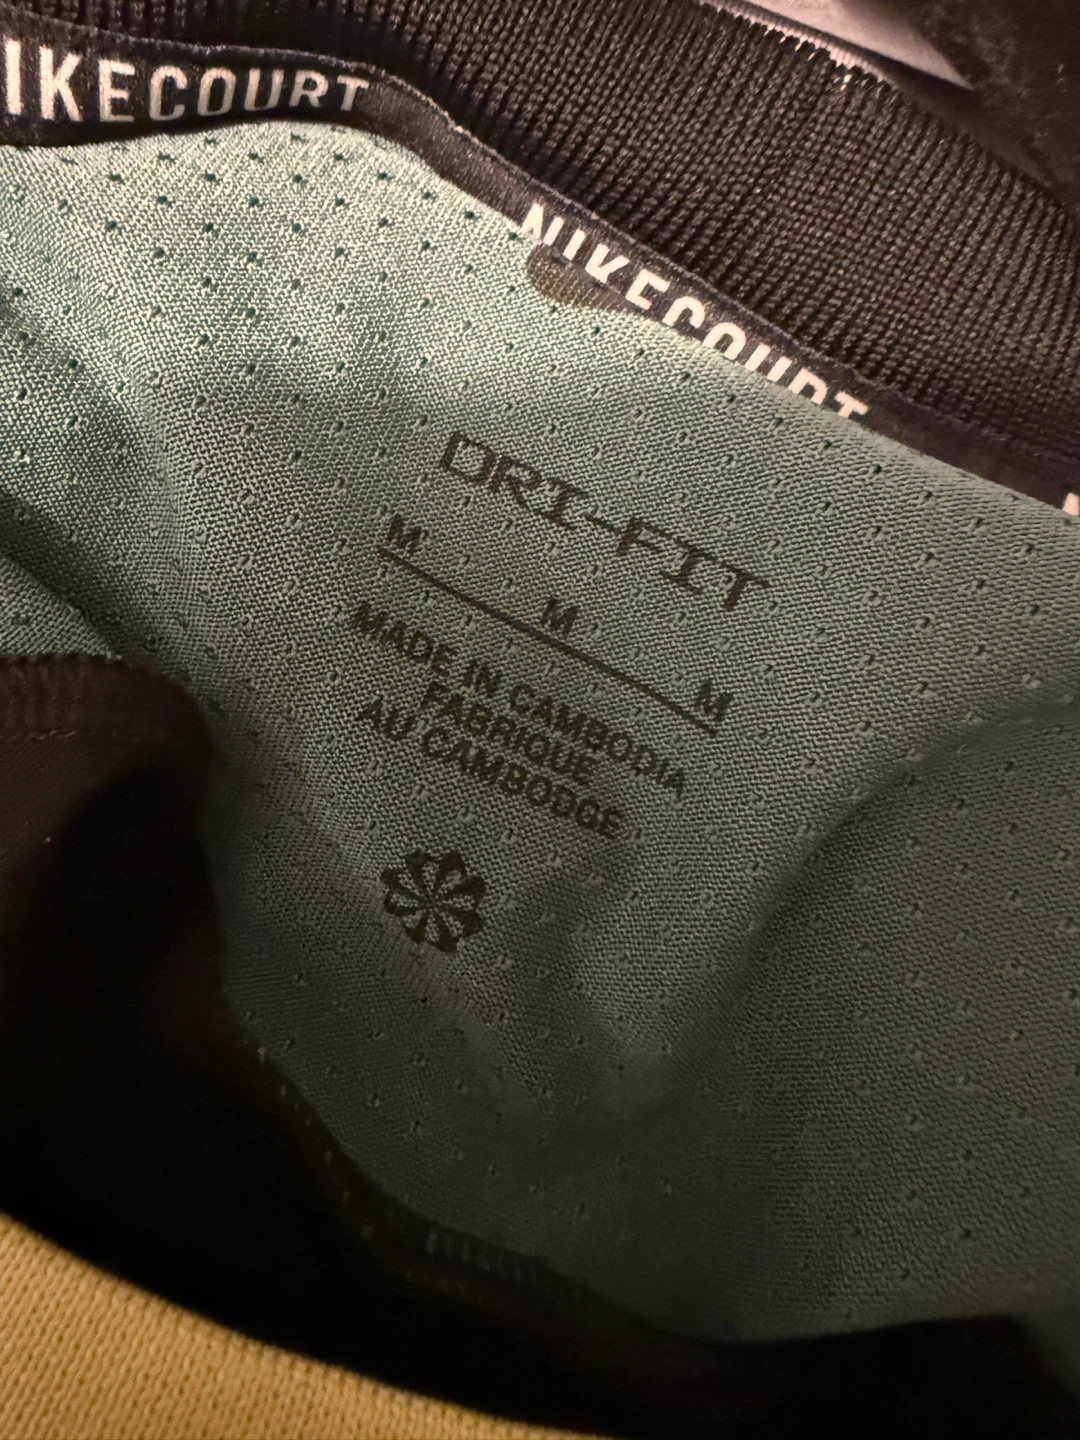 IKECOURT
NIKECOURT
DRI-FIT
M M M
MADE IN CAMBODIA
FABRIQUE
AU CAMBODGE